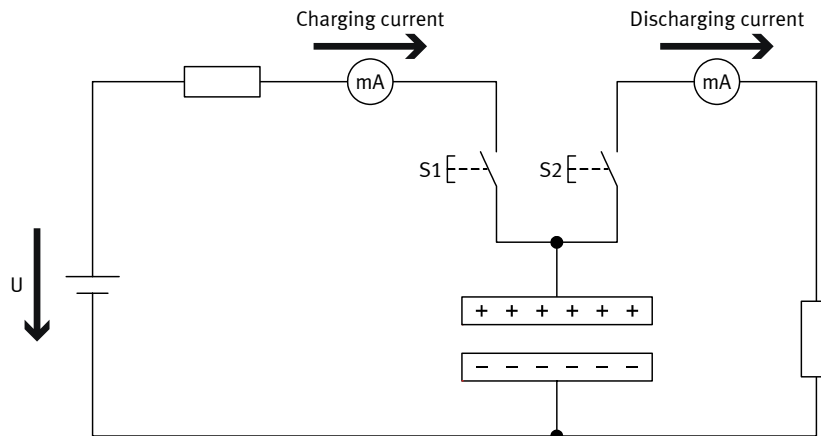 Charging current
Discharging current
mA
mA
S1
S2
U
+ + + + + +
– – – – – –